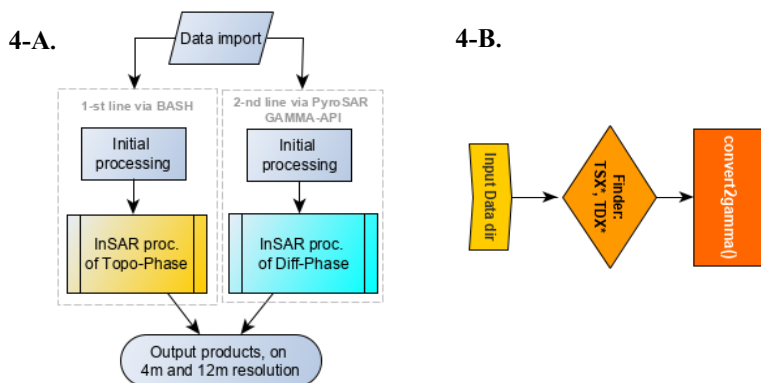 4-A.
Data import
1-st line via BASH
Initial
processing
InSAR proc.
of Topo-Phase
2-nd line via PyroSAR
GAMMA-API
Initial
processing
InSAR proc.
of Diff-Phase
Output products, on
4m and 12m resolution
4-B.
Input Data dir
Finder:
TSX*, TDX*
convert2gamma()